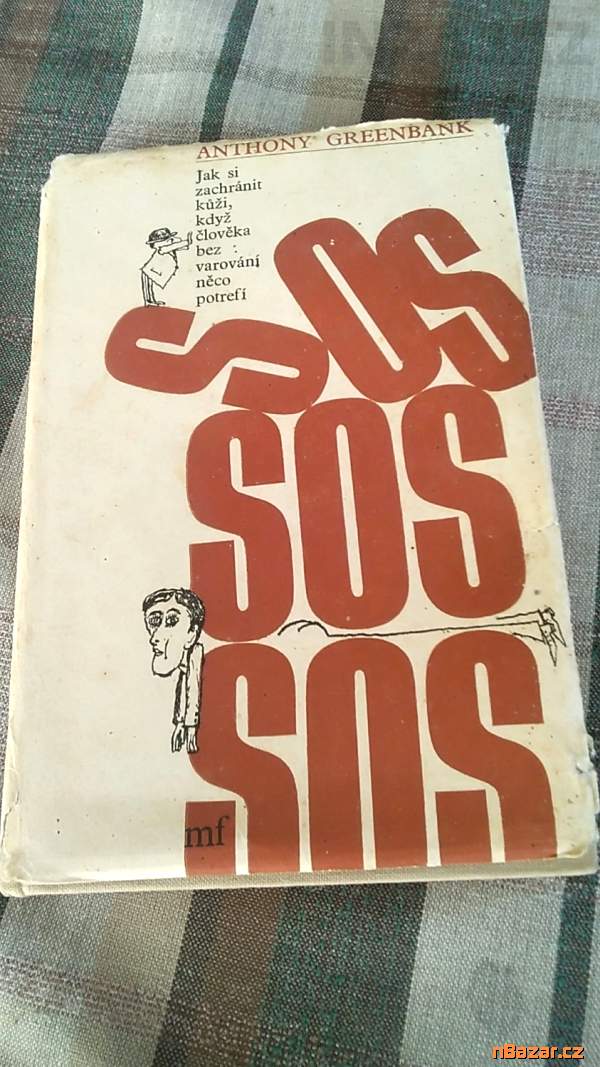 ANTHONY GREENBANK
Jak si
zachránit
kůži,
když
člověka
bez
varování
něco
potrefí
SOS
SOS
SOS
mf
nBazar.cz